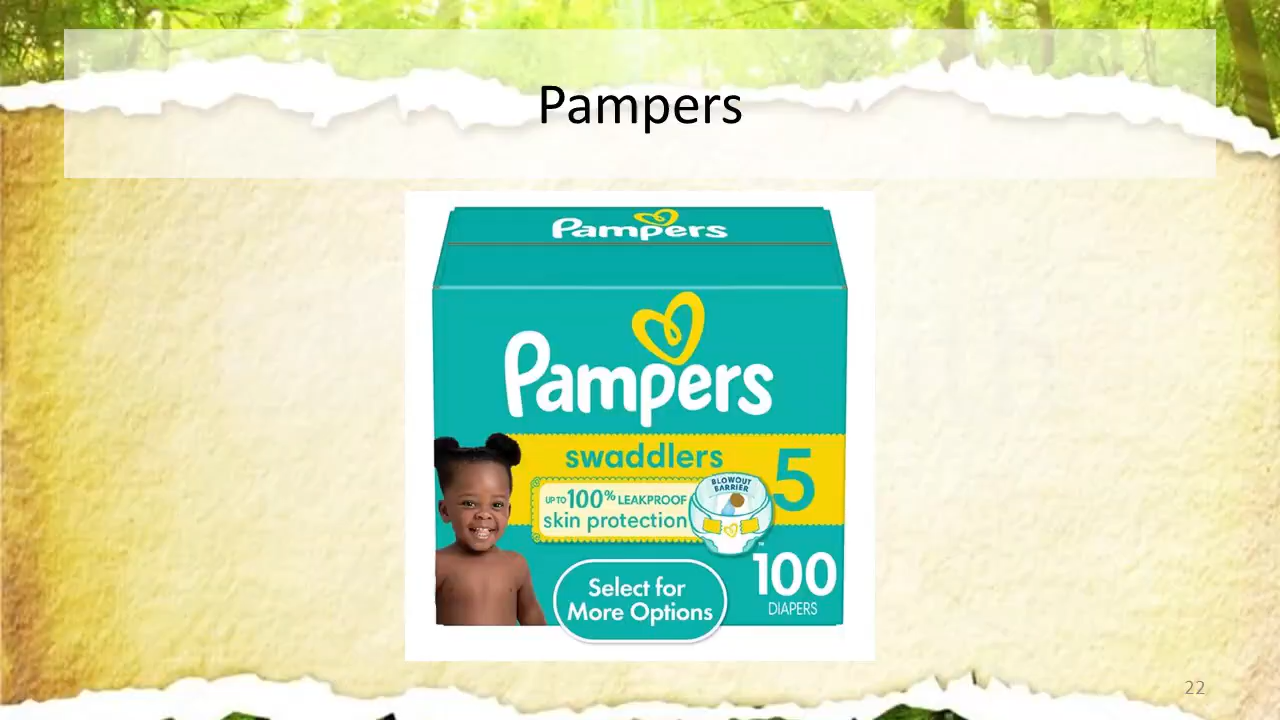 Pampers
Pampers
Pampers
swaddlers
5
UP TO 100% LEAKPROOF
skin protection
BLOWOUT
BARRIER
™
100
DIAPERS
Select for
More Options
22